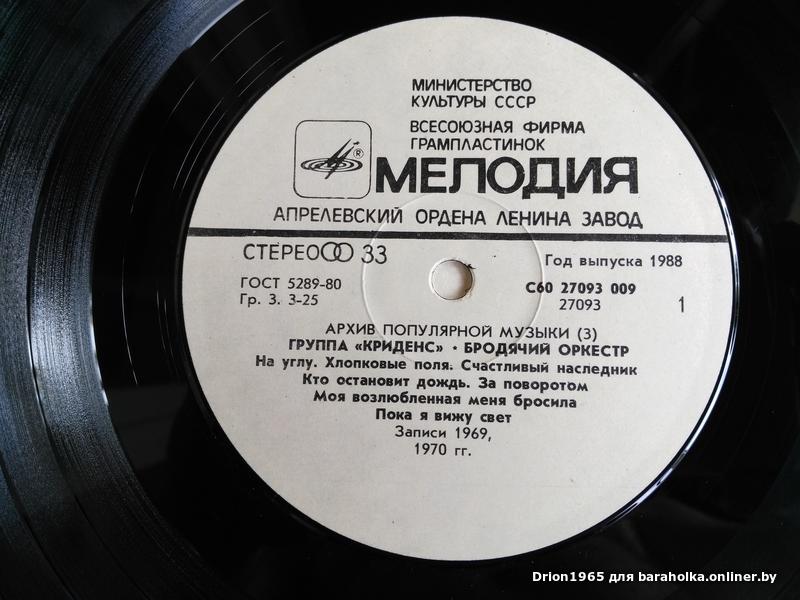 МИНИСТЕРСТВО
КУЛЬТУРЫ СССР
ВСЕСОЮЗНАЯ ФИРМА
ГРАМПЛАСТИНОК
® МЕЛОДИЯ
АПРЕЛЕВСКИЙ ОРДЕНА ЛЕНИНА ЗАВОД
СТЕРЕО 33
Год выпуска 1988
ГОСТ 5289-80
С60 27093 009
Гр. 3. 3-25
27093
1
АРХИВ ПОПУЛЯРНОЙ МУЗЫКИ (3)
ГРУППА «КРИДЕНС» · БРОДЯЧИЙ ОРКЕСТР
На углу. Хлопковые поля. Счастливый наследник
Кто остановит дождь. За поворотом
Моя возлюбленная меня бросила
Пока я вижу свет
Записи 1969,
1970 гг.
Drion1965 для baraholka.onliner.by